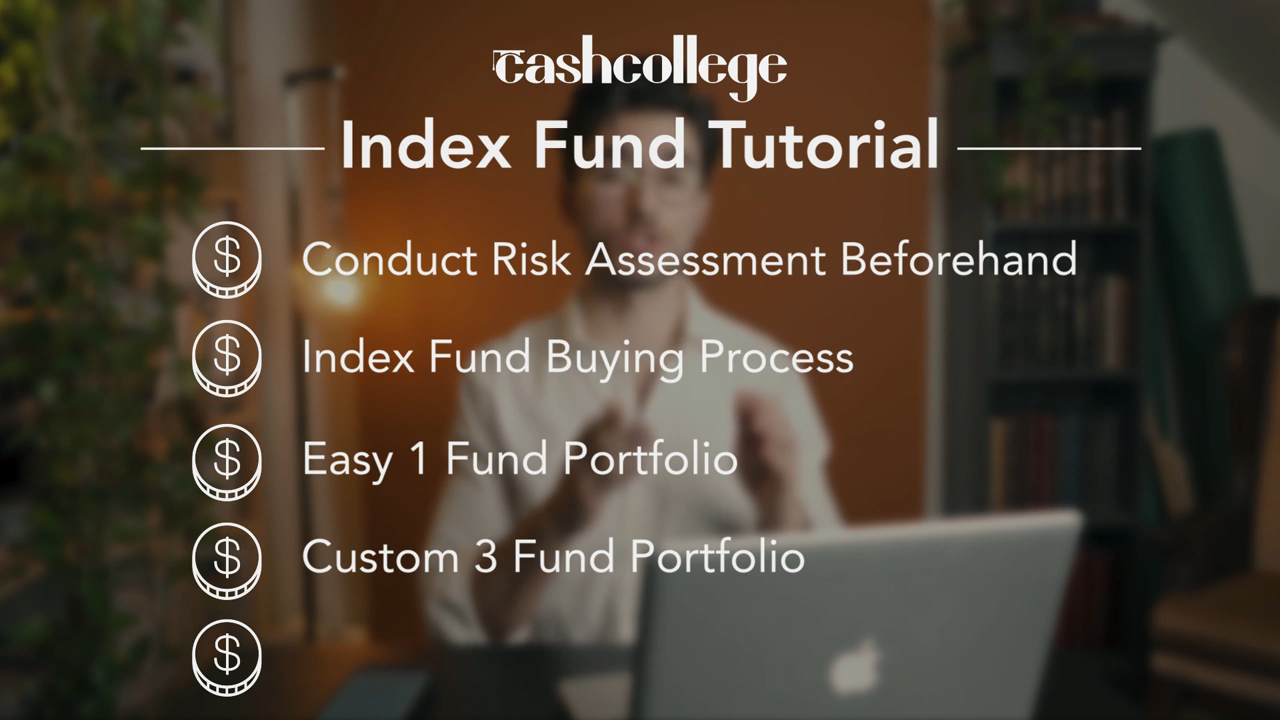 cashcollege
Index Fund Tutorial
$ Conduct Risk Assessment Beforehand
$ Index Fund Buying Process
$ Easy 1 Fund Portfolio
$ Custom 3 Fund Portfolio
$